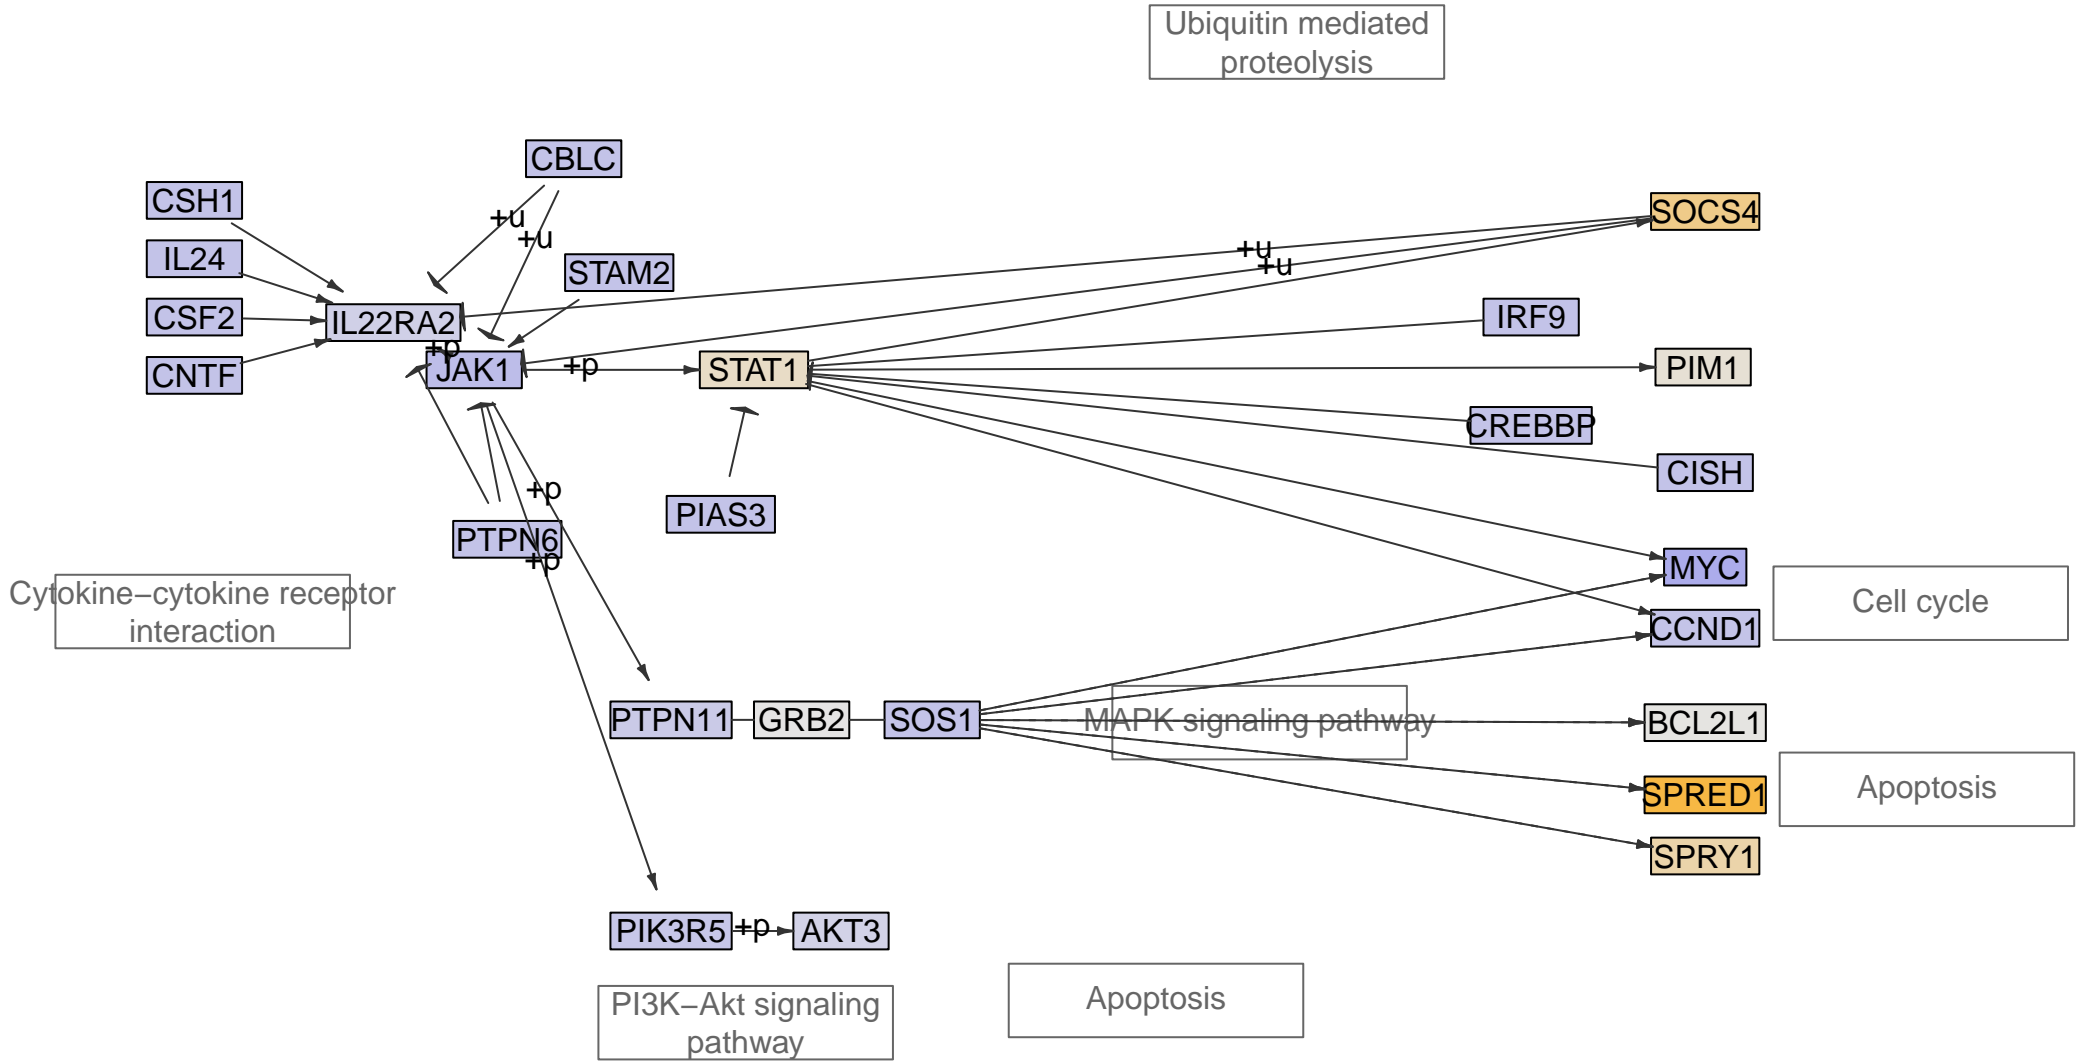 Ubiquitin mediated
proteolysis
CBLC
CSH1
SOCS4
+u
+u
IL24
STAM2
+u
+u
CSF2
IL22RA2
IRF9
+p
CNTF
JAK1
+p
STAT1
PIM1
CREBBP
CISH
+p
PIAS3
PTPN6
+p
MYC
Cytokine−cytokine receptor
interaction
Cell cycle
CCND1
PTPN11
GRB2
SOS1
MAPK signaling pathway
BCL2L1
SPRED1
Apoptosis
SPRY1
PIK3R5
+p
AKT3
Apoptosis
PI3K−Akt signaling
pathway